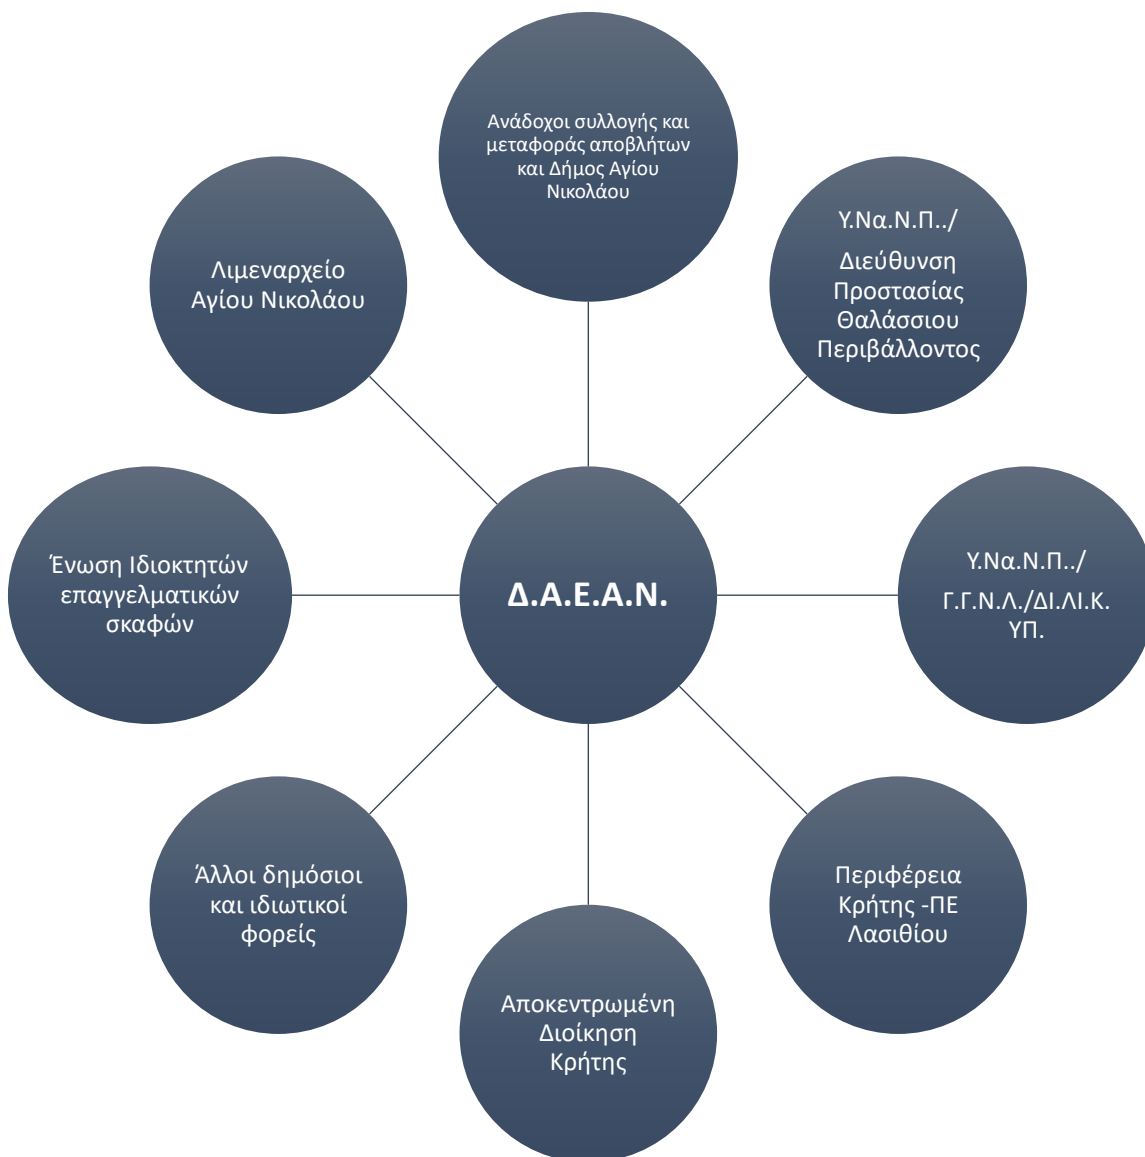 Ανάδοχοι συλλογής και
μεταφοράς αποβλήτων
και Δήμος Αγίου
Νικολάου
Υ.Να.Ν.Π../
Διεύθυνση
Προστασίας
Θαλάσσιου
Περιβάλλοντος
Λιμεναρχείο
Αγίου Νικολάου
Ένωση Ιδιοκτητών
επαγγελματικών
σκαφών
Δ.Α.Ε.Α.Ν.
Υ.Να.Ν.Π../
Γ.Γ.Ν.Λ./ΔΙ.ΛΙ.Κ.
ΥΠ.
Άλλοι δημόσιοι
και ιδιωτικοί
φορείς
Περιφέρεια
Κρήτης -ΠΕ
Λασιθίου
Αποκεντρωμένη
Διοίκηση
Κρήτης